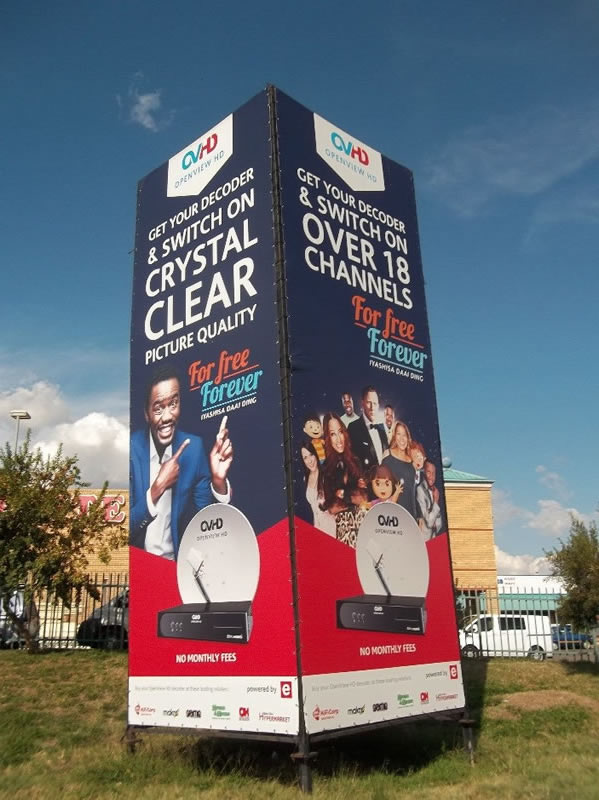 OVHD
OPENVIEW HD
GET YOUR DECODER
& SWITCH ON
CRYSTAL
CLEAR
PICTURE QUALITY
For free
Forever
IYASHISA DAAI DING
OVHD
OPENVIEW HD
NO MONTHLY FEES
powered by e
OVHD
OPENVIEW HD
GET YOUR DECODER
& SWITCH ON
OVER 18
CHANNELS
For free
Forever
IYASHISA DAAI DING
OVHD
OPENVIEW HD
NO MONTHLY FEES
powered by e